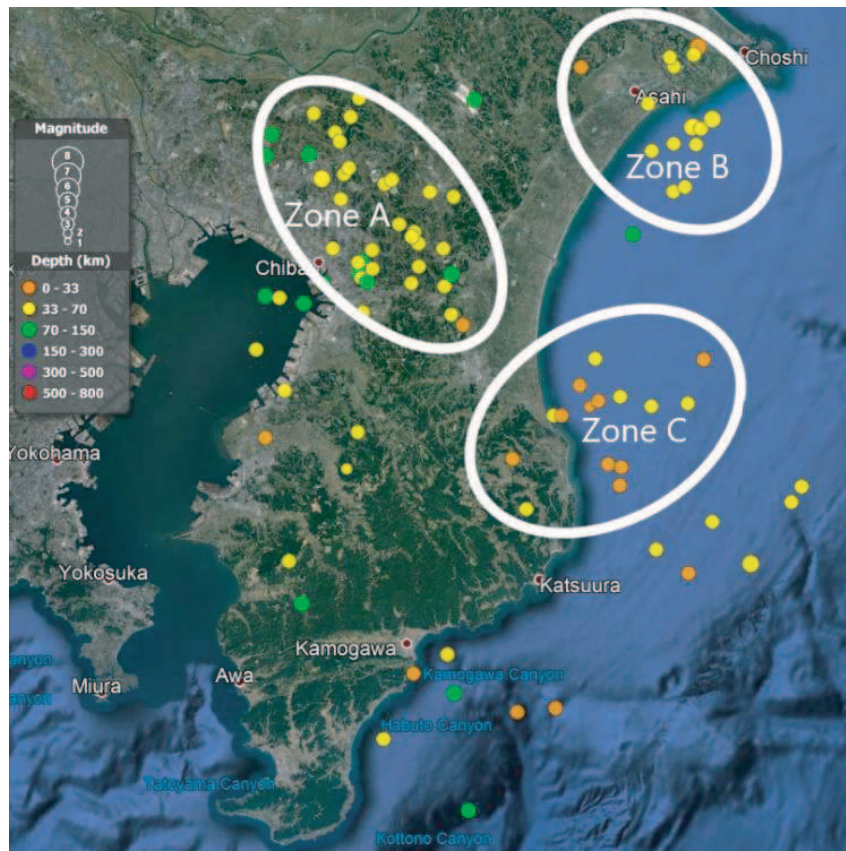 Choshi
Asahi
Magnitude
8
7
6
5
4
3
2
1
Zone B
Zone A
Depth (km)
Chiba
0 - 33
33 - 70
70 - 150
150 - 300
300 - 500
500 - 800
Zone C
Yokohama
Yokosuka
Katsuura
Kamogawa
anyon
Kamogawa Canyon
Awa
Miura
anyon
Habuto Canyon
Tateyama Canyon
Kottono Canyon